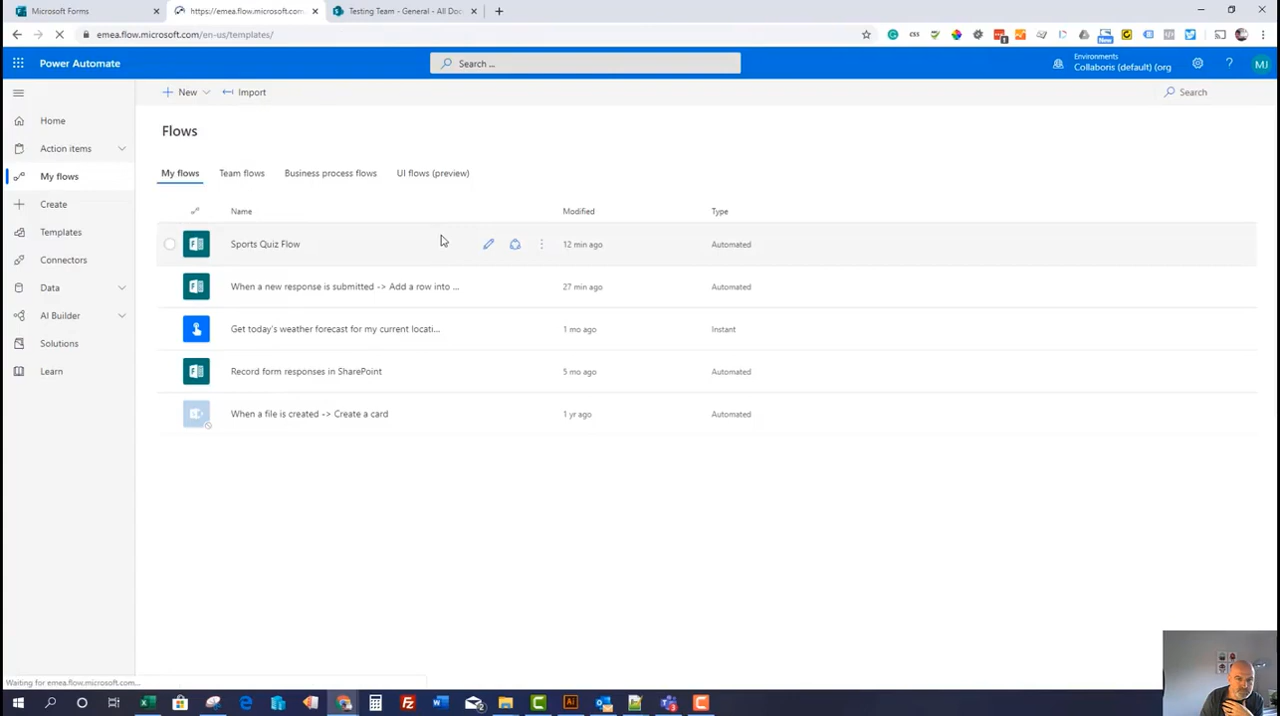 Microsoft Forms
https://emea.flow.microsoft.com
Testing Team - General - All Doc
emea.flow.microsoft.com/en-us/templates/
css
New
Power Automate
Search ...
Environments
Collaboris (default) (org
?
MJ
New
Import
Search
Home
Action items
My flows
Create
Templates
Connectors
Data
AI Builder
Solutions
Learn
Flows
My flows
Team flows
Business process flows
UI flows (preview)
Name
Modified
Type
Sports Quiz Flow
12 min ago
Automated
When a new response is submitted -> Add a row into ...
27 min ago
Automated
Get today's weather forecast for my current locati...
1 mo ago
Instant
Record form responses in SharePoint
5 mo ago
Automated
When a file is created -> Create a card
1 yr ago
Automated
Waiting for emea.flow.microsoft.com...